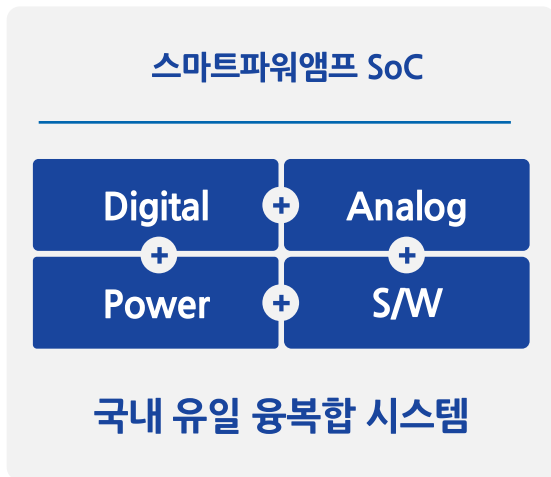 스마트파워앰프 SoC
Digital + Analog
+ +
Power + S/W
국내 유일 융복합 시스템